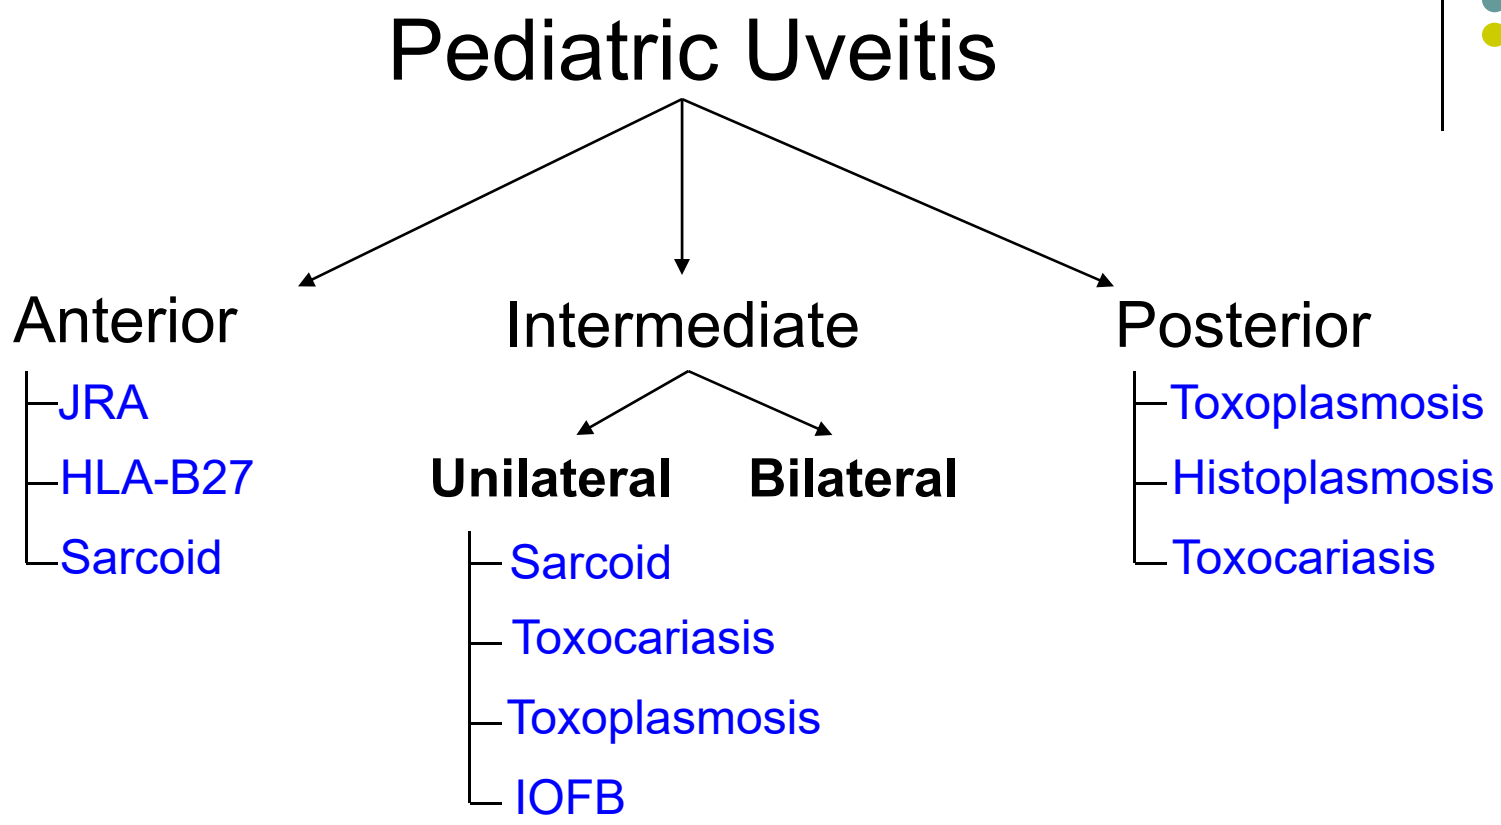 Pediatric Uveitis
Anterior
JRA
HLA-B27
Sarcoid
Intermediate
Unilateral
Sarcoid
Toxocariasis
Toxoplasmosis
IOFB
Bilateral
Posterior
Toxoplasmosis
Histoplasmosis
Toxocariasis